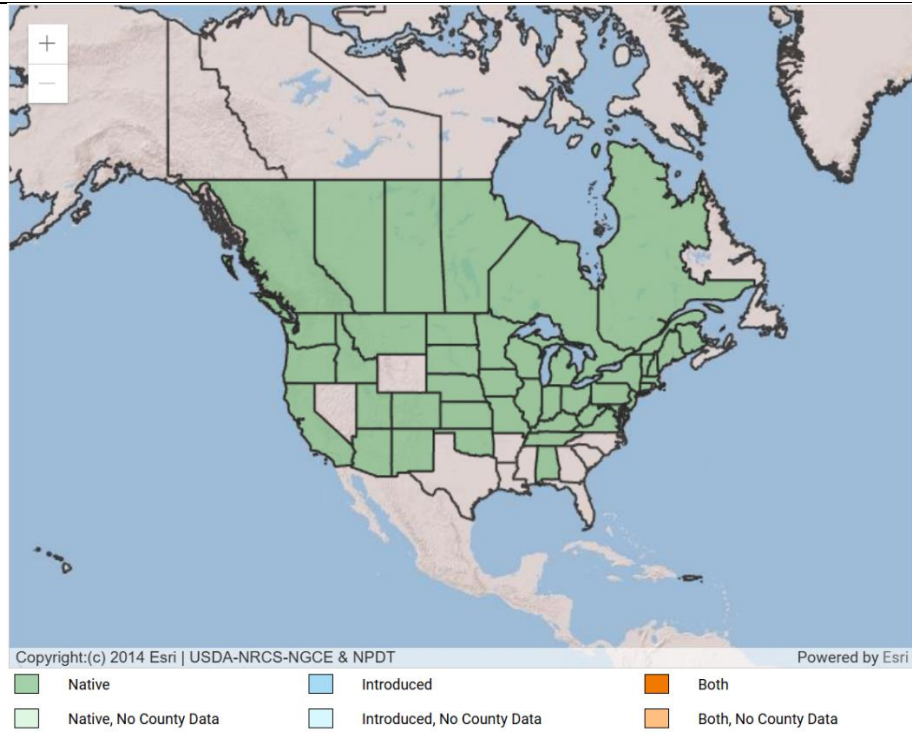 +
−
Copyright:(c) 2014 Esri | USDA-NRCS-NGCE & NPDT Powered by Esri
Native Introduced Both
Native, No County Data Introduced, No County Data Both, No County Data